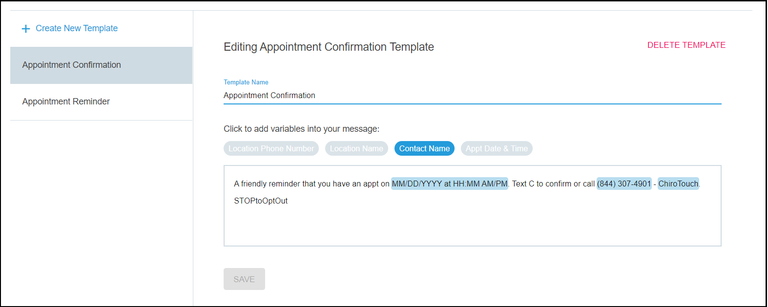 + Create New Template
Appointment Confirmation
Appointment Reminder
Editing Appointment Confirmation Template
DELETE TEMPLATE
Template Name
Appointment Confirmation
Click to add variables into your message:
Location Phone Number Location Name Contact Name Appt Date & Time
A friendly reminder that you have an appt on MM/DD/YYYY at HH:MM AM/PM. Text C to confirm or call (844) 307-4901 - ChiroTouch
STOPtoOptOut
SAVE